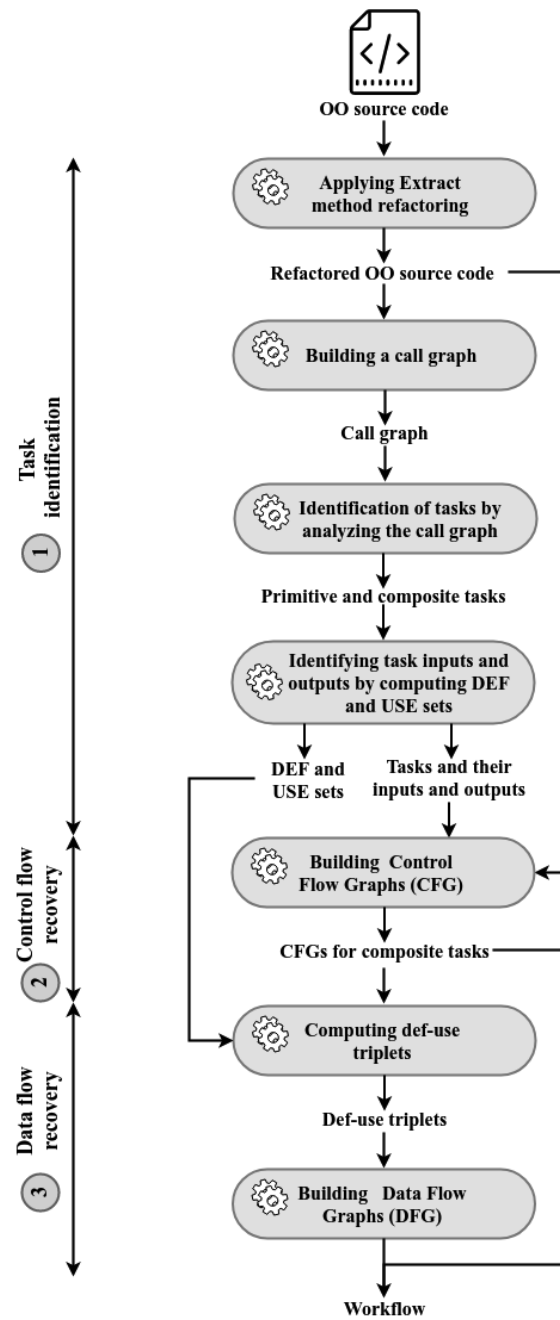 </>
OO source code
Applying Extract
method refactoring
Refactored OO source code
Building a call graph
Call graph
Identification of tasks by
analyzing the call graph
Primitive and composite tasks
Identifying task inputs and
outputs by computing DEF
and USE sets
DEF and
USE sets
Tasks and their
inputs and outputs
Building Control
Flow Graphs (CFG)
CFGs for composite tasks
Computing def-use
triplets
Def-use triplets
Building Data Flow
Graphs (DFG)
Workflow
1
Task
identification
2
Control flow
recovery
3
Data flow
recovery